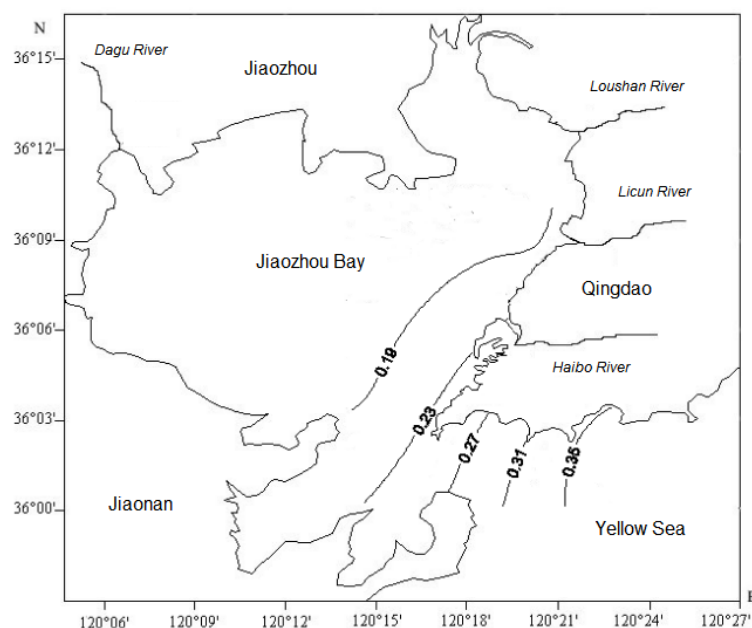 N
36°15'
Dagu River
Jiaozhou
Loushan River
36°12'
Licun River
36°09'
Jiaozhou Bay
Qingdao
36°06'
0.19
Haibo River
36°03'
0.23
0.27
0.31
0.35
36°00'
Jiaonan
Yellow Sea
E
120°06'
120°09'
120°12'
120°15'
120°18'
120°21'
120°24'
120°27'